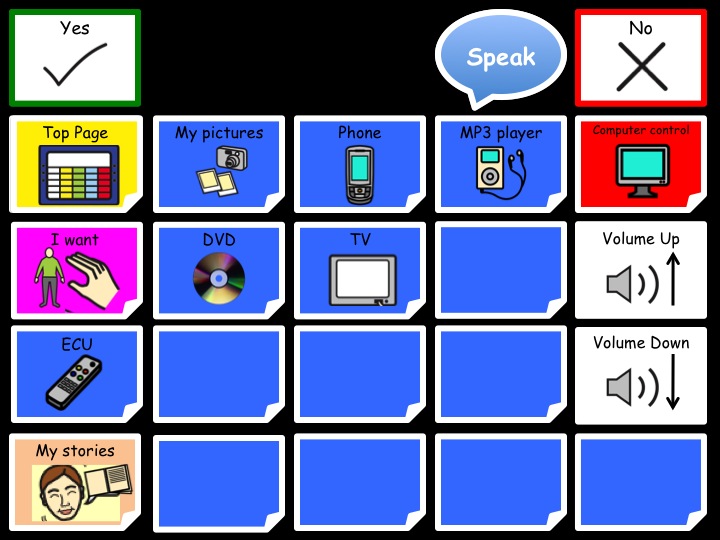 Yes
Speak
No
Top Page
My pictures
Phone
MP3 player
Computer control
I want
DVD
TV
Volume Up
ECU
Volume Down
My stories